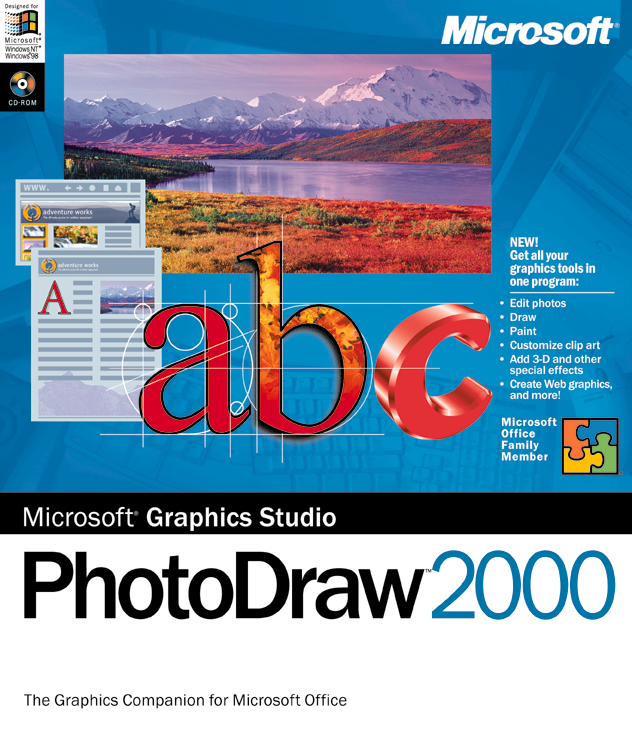 Designed for
Microsoft®
Windows NT®
Windows®98
CD-ROM
Microsoft®
WWW.
adventure works
adventure works
A
abc
NEW!
Get all your
graphics tools in
one program:
• Edit photos
• Draw
• Paint
• Customize clip art
• Add 3-D and other
special effects
• Create Web graphics,
and more!
Microsoft
Office
Family
Member
Microsoft® Graphics Studio
PhotoDraw™ 2000
The Graphics Companion for Microsoft Office